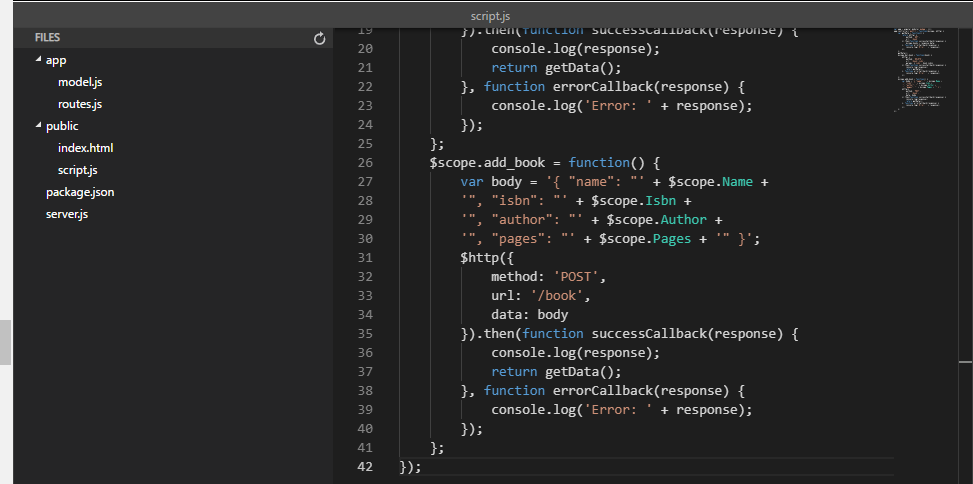 script.js
FILES
app
model.js
routes.js
public
index.html
script.js
package.json
server.js
19 }).then(function successCallback(response) {
20 console.log(response);
21 return getData();
22 }, function errorCallback(response) {
23 console.log('Error: ' + response);
24 });
25 };
26 $scope.add_book = function() {
27 var body = '{ "name": "' + $scope.Name +
28 '", "isbn": "' + $scope.Isbn +
29 '", "author": "' + $scope.Author +
30 '", "pages": "' + $scope.Pages + '" }';
31 $http({
32 method: 'POST',
33 url: '/book',
34 data: body
35 }).then(function successCallback(response) {
36 console.log(response);
37 return getData();
38 }, function errorCallback(response) {
39 console.log('Error: ' + response);
40 });
41 };
42 });